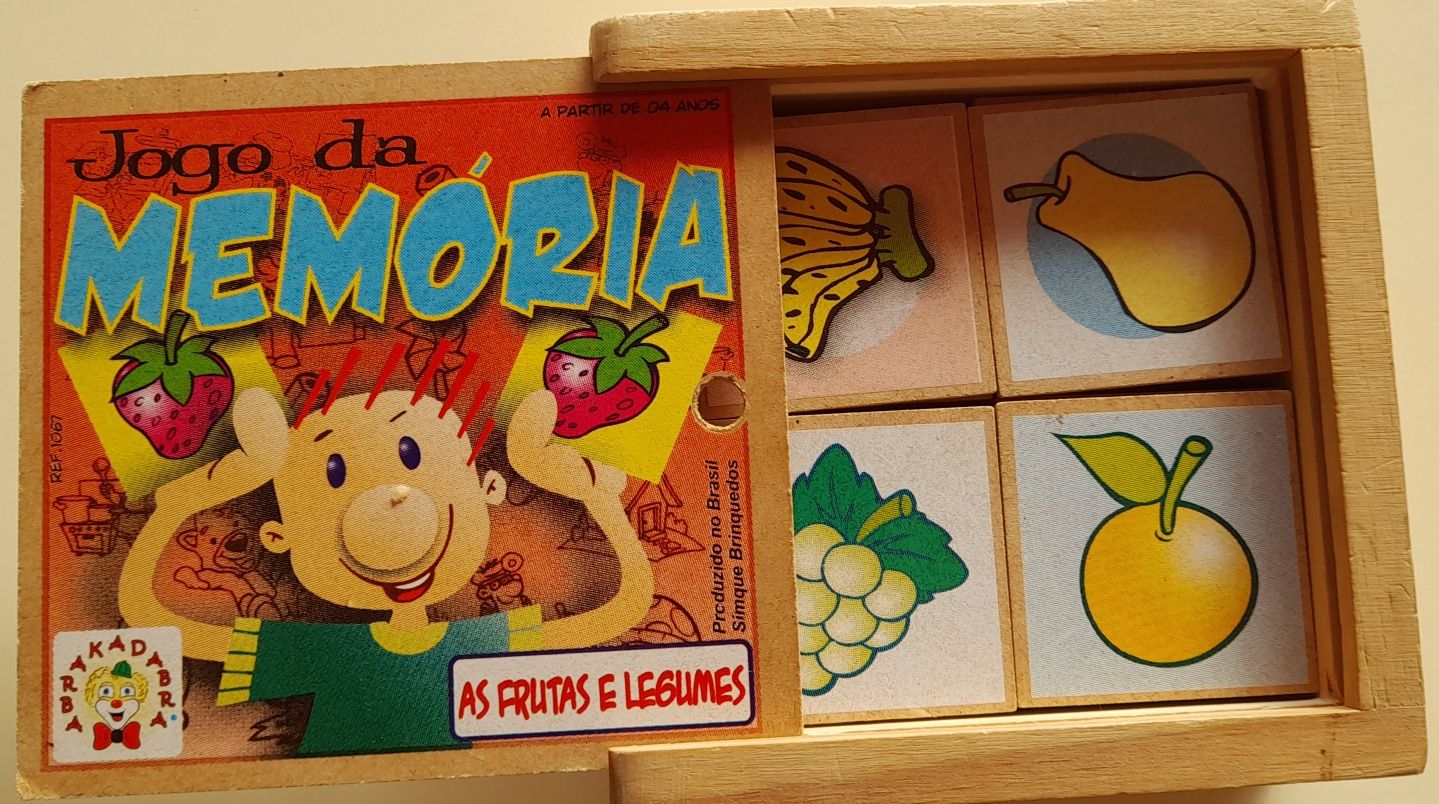 A PARTIR DE 04 ANOS
Jogo da
MEMÓRIA
REF.:1067
Produzido no Brasil
Simque Brinquedos
ABRAKADABRA
AS FRUTAS E LEGUMES